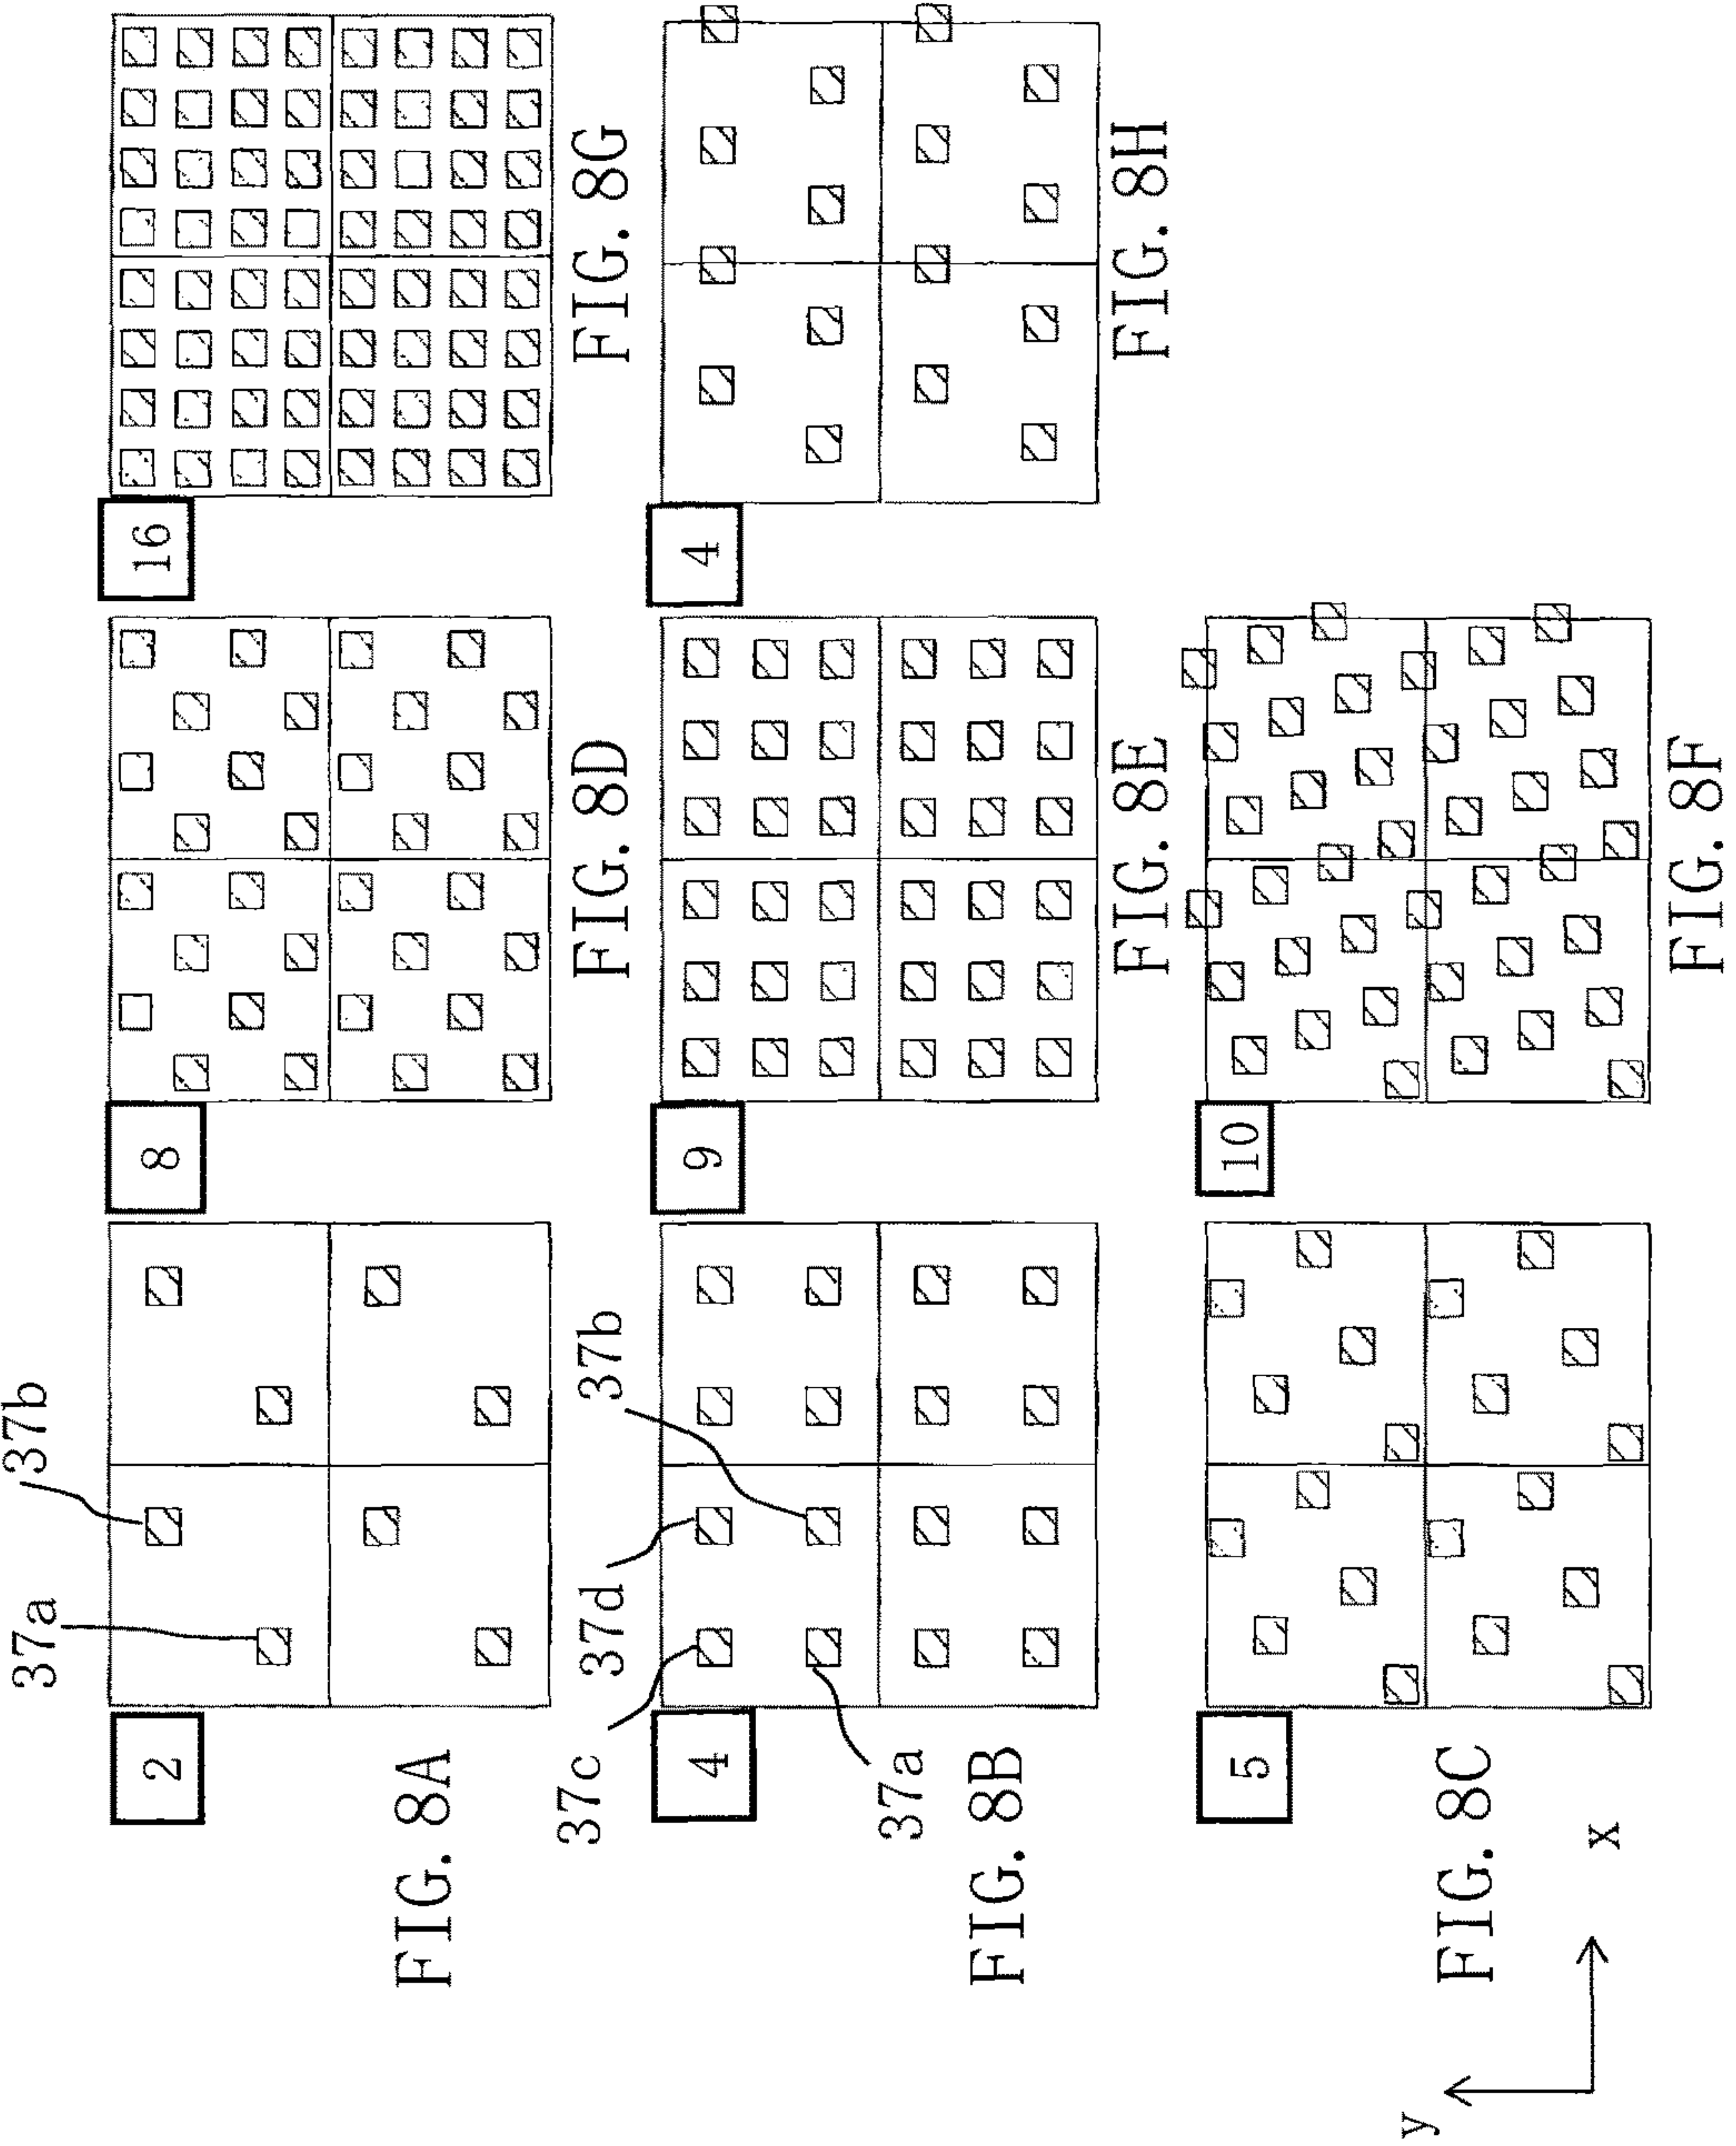 2
37a
37b
FIG. 8A
8
FIG. 8D
16
FIG. 8G
4
37c
37d
37b
37a
FIG. 8B
9
FIG. 8E
4
FIG. 8H
5
FIG. 8C
10
FIG. 8F
y
x